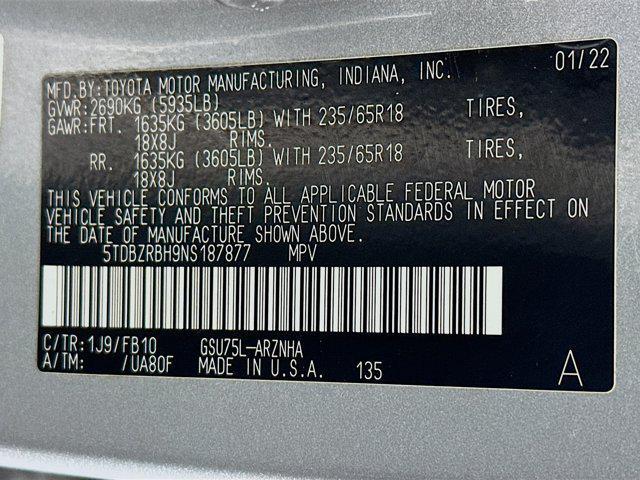 MFD.BY:TOYOTA MOTOR MANUFACTURING, INDIANA, INC. 01/22
GVWR:2690KG (5935LB)
GAWR:FRT. 1635KG (3605LB) WITH 235/65R18 TIRES,
18X8J RIMS.
RR. 1635KG (3605LB) WITH 235/65R18 TIRES,
18X8J RIMS.
THIS VEHICLE CONFORMS TO ALL APPLICABLE FEDERAL MOTOR
VEHICLE SAFETY AND THEFT PREVENTION STANDARDS IN EFFECT ON
THE DATE OF MANUFACTURE SHOWN ABOVE.
5TDBZRBH9NS187877 MPV
C/TR:1J9/FB10 GSU75L-ARZNHA
A/TM: /UA80F MADE IN U.S.A. 135 A